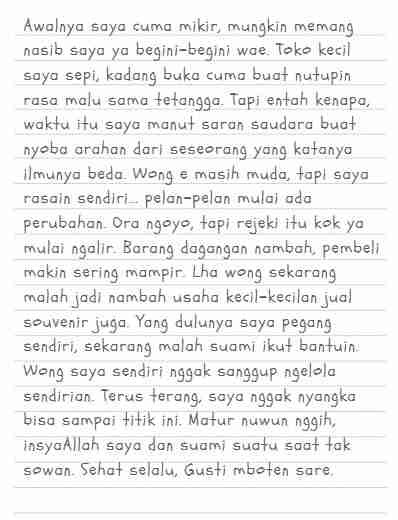 Awalnya saya cuma mikir, mungkin memang
nasib saya ya begini-begini wae. Toko kecil
saya sepi, kadang buka cuma buat nutupin
rasa malu sama tetangga. Tapi entah kenapa,
waktu itu saya manut saran saudara buat
nyoba arahan dari seseorang yang katanya
ilmunya beda. Wong e masih muda, tapi saya
rasain sendiri... pelan-pelan mulai ada
perubahan. Ora ngoyo, tapi rejeki itu kok ya
mulai ngalir. Barang dagangan nambah, pembeli
makin sering mampir. Lha wong sekarang
malah jadi nambah usaha kecil-kecilan jual
souvenir juga. Yang dulunya saya pegang
sendiri, sekarang malah suami ikut bantuin.
Wong saya sendiri nggak sanggup ngelola
sendirian. Terus terang, saya nggak nyangka
bisa sampai titik ini. Matur nuwun nggih,
insyaAllah saya dan suami suatu saat tak
sowan. Sehat selalu, Gusti mboten sare.